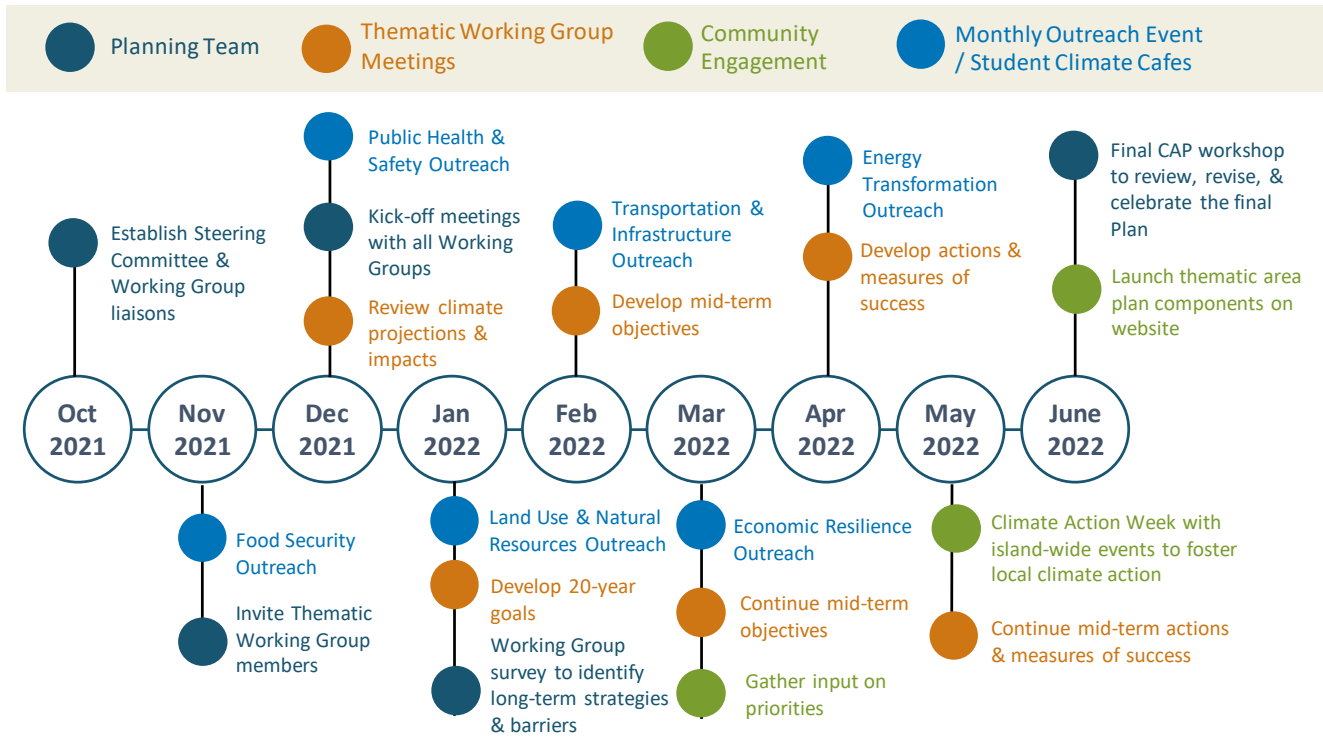 Planning Team
Thematic Working Group
Meetings
Community
Engagement
Monthly Outreach Event
/ Student Climate Cafes
Establish Steering
Committee &
Working Group
liaisons
Public Health &
Safety Outreach
Kick-off meetings
with all Working
Groups
Review climate
projections &
impacts
Transportation &
Infrastructure
Outreach
Develop mid-term
objectives
Energy
Transformation
Outreach
Develop actions &
measures of
success
Final CAP workshop
to review, revise, &
celebrate the final
Plan
Launch thematic area
plan components on
website
Oct
2021
Nov
2021
Dec
2021
Jan
2022
Feb
2022
Mar
2022
Apr
2022
May
2022
June
2022
Food Security
Outreach
Invite Thematic
Working Group
members
Land Use & Natural
Resources Outreach
Develop 20-year
goals
Working Group
survey to identify
long-term strategies
& barriers
Economic Resilience
Outreach
Continue mid-term
objectives
Gather input on
priorities
Climate Action Week with
island-wide events to foster
local climate action
Continue mid-term actions
& measures of success